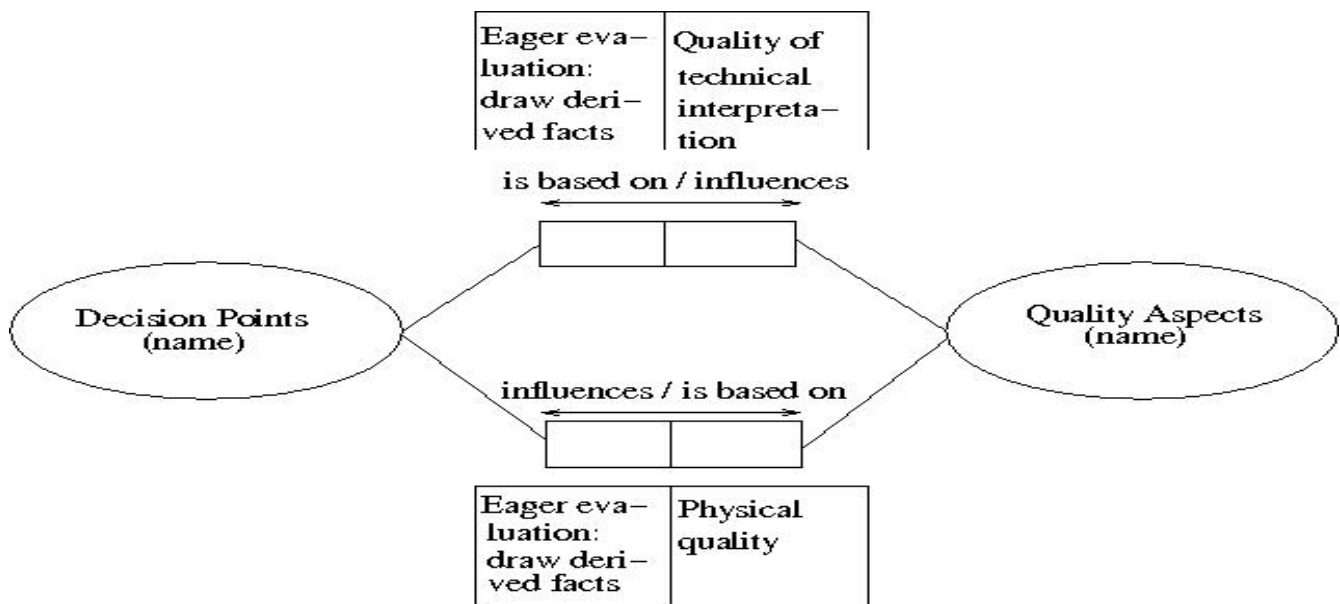 Eager eva-
luation:
draw deri-
ved facts
Quality of
technical
interpreta-
tion
is based on / influences
Decision Points
(name)
Quality Aspects
(name)
influences / is based on
Eager eva-
luation:
draw deri-
ved facts
Physical
quality